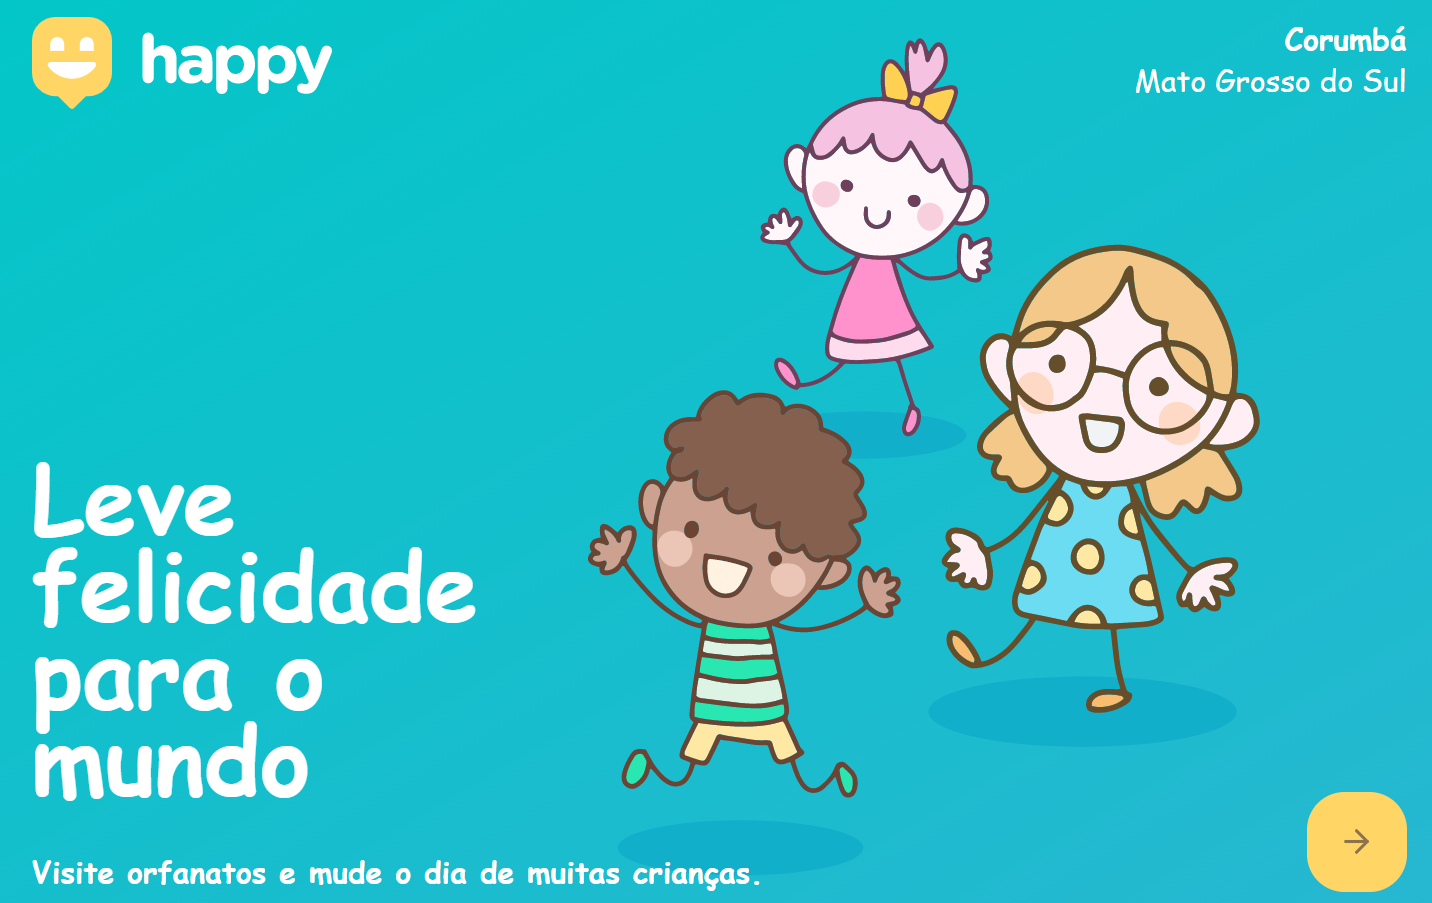 happy
Corumbá
Mato Grosso do Sul
Leve
felicidade
para o
mundo
Visite orfanatos e mude o dia de muitas crianças.